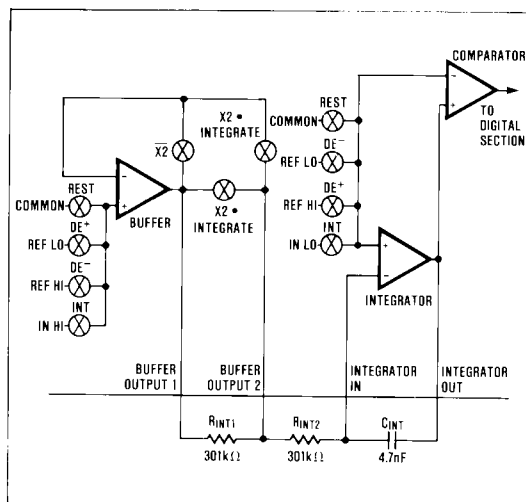 COMPARATOR
−
+
TO
DIGITAL
SECTION
REST
COMMON
DE−
REF LO
DE+
REF HI
INT
IN LO
+
−
INTEGRATOR
X2 •
INTEGRATE
X2
X2 •
INTEGRATE
−
+
BUFFER
REST
COMMON
DE+
REF LO
DE−
REF HI
INT
IN HI
BUFFER
OUTPUT 1
BUFFER
OUTPUT 2
INTEGRATOR
IN
INTEGRATOR
OUT
RINT1
301kΩ
RINT2
301kΩ
CINT
4.7nF